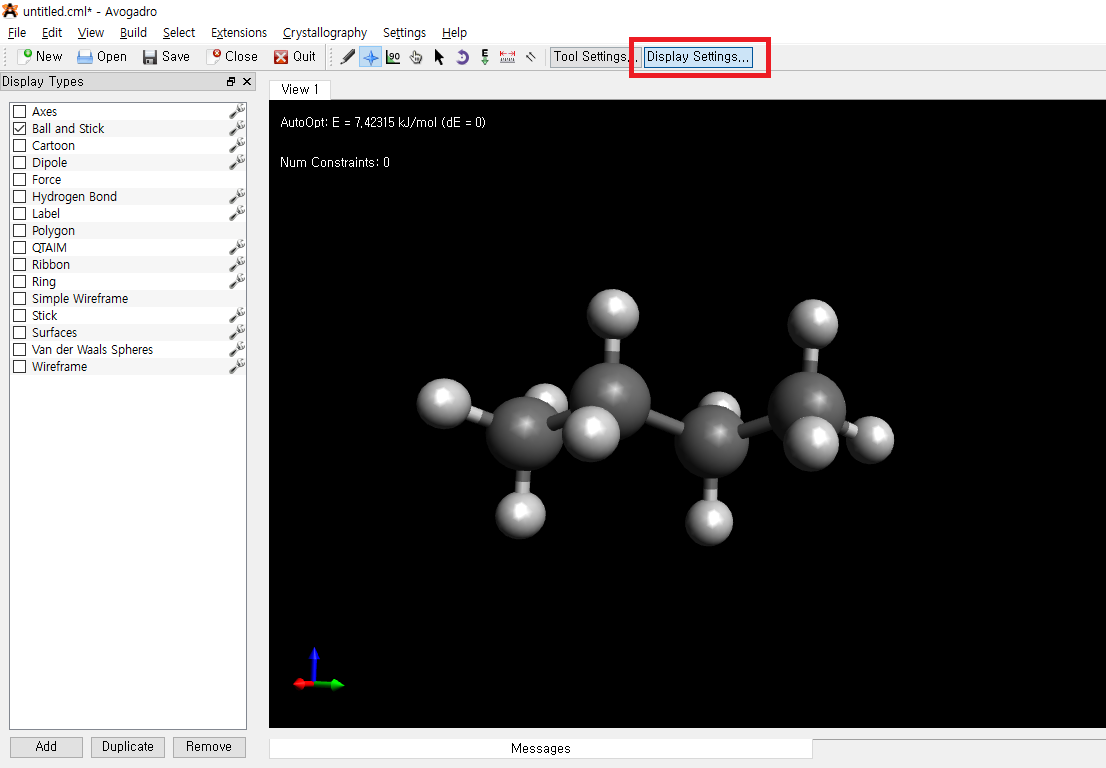 untitled.cml* - Avogadro
File Edit View Build Select Extensions Crystallography Settings Help
New Open Save Close Quit 90 E Tool Settings... Display Settings...
Display Types
View 1
Axes
Ball and Stick
Cartoon
Dipole
Force
Hydrogen Bond
Label
Polygon
QTAIM
Ribbon
Ring
Simple Wireframe
Stick
Surfaces
Van der Waals Spheres
Wireframe
AutoOpt: E = 7,42315 kJ/mol (dE = 0)
Num Constraints: 0
Add Duplicate Remove
Messages